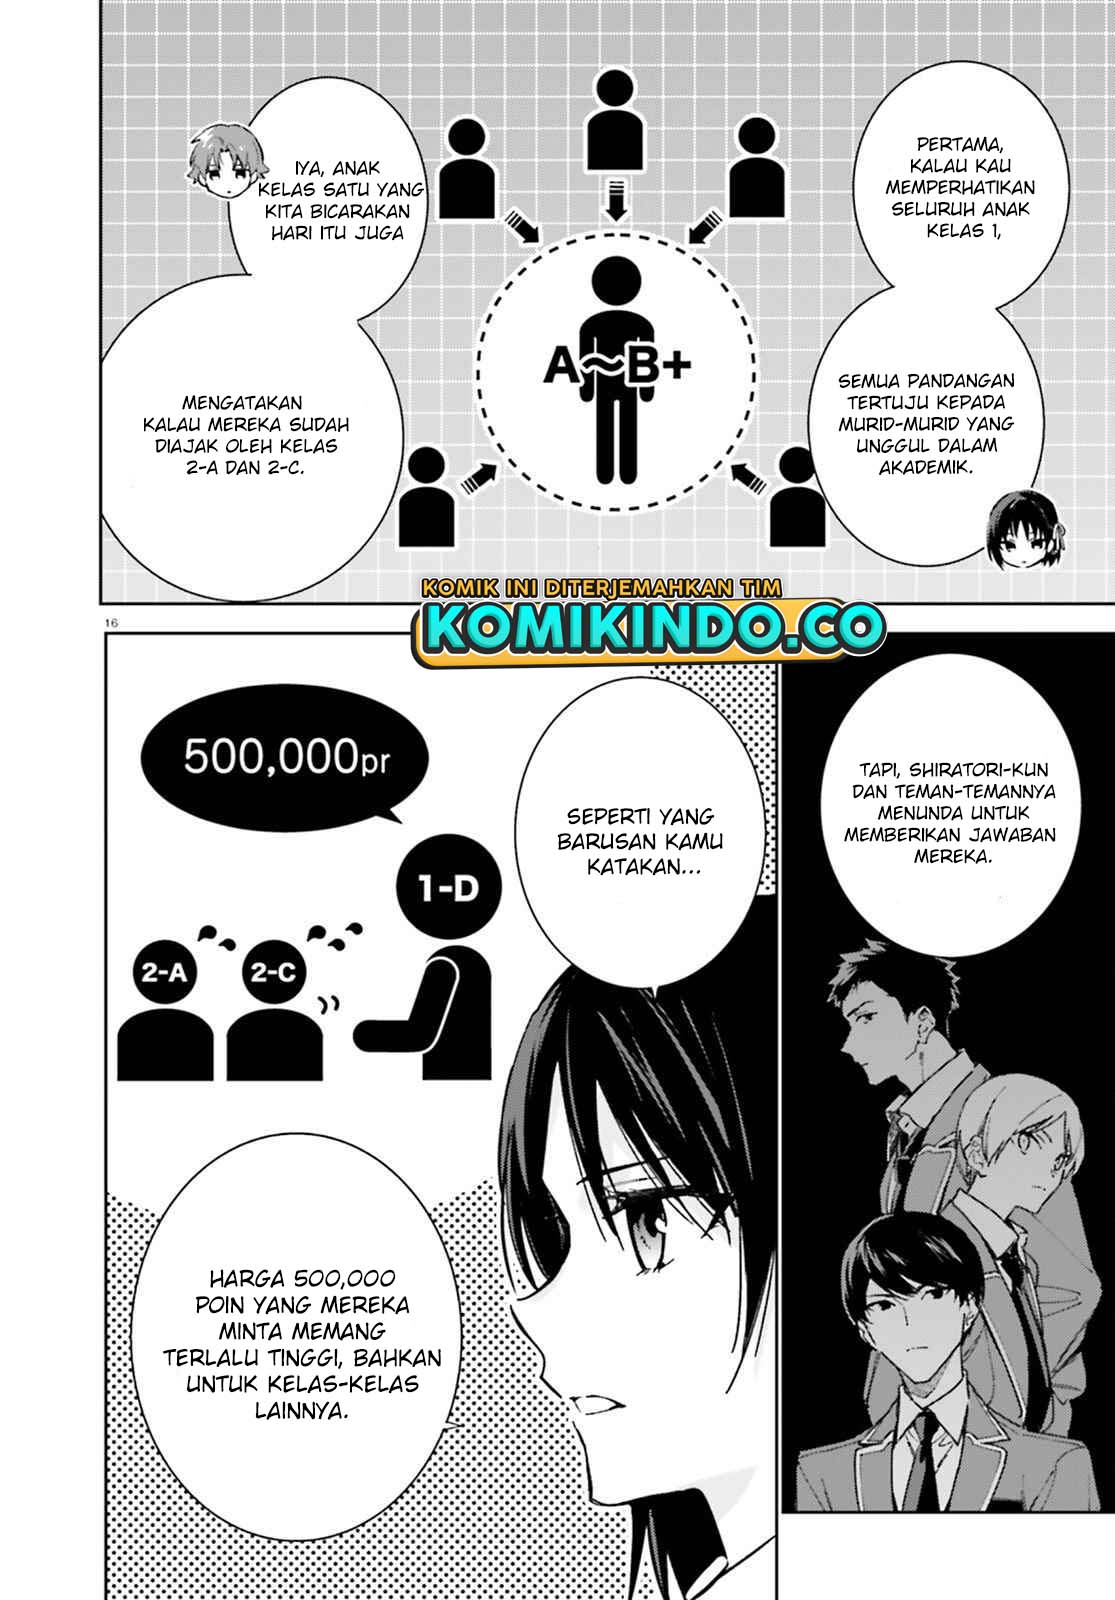 PERTAMA,
KALAU KAU
MEMPERHATIKAN
SELURUH ANAK
KELAS 1,
SEMUA PANDANGAN
TERTUJU KEPADA
MURID-MURID YANG
UNGGUL DALAM
AKADEMIK.
A~B+
IYA, ANAK
KELAS SATU YANG
KITA BICARAKAN
HARI ITU JUGA
MENGATAKAN
KALAU MEREKA SUDAH
DIAJAK OLEH KELAS
2-A DAN 2-C.
KOMIK INI DITERJEMAHKAN TIM
KOMIKINDO.CO
16
TAPI, SHIRATORI-KUN
DAN TEMAN-TEMANNYA
MENUNDA UNTUK
MEMBERIKAN JAWABAN
MEREKA.
SEPERTI YANG
BARUSAN KAMU
KATAKAN...
500,000pr
1-D
2-A
2-C
HARGA 500,000
POIN YANG MEREKA
MINTA MEMANG
TERLALU TINGGI, BAHKAN
UNTUK KELAS-KELAS
LAINNYA.